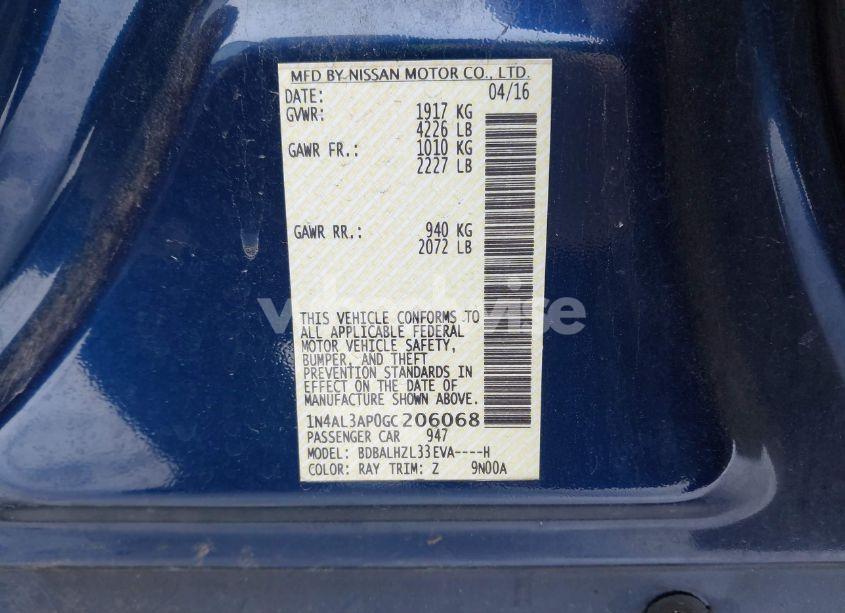 MFD BY NISSAN MOTOR CO., LTD.
DATE: 04/16
GVWR: 1917 KG
4226 LB
GAWR FR.: 1010 KG
2227 LB
GAWR RR.: 940 KG
2072 LB
THIS VEHICLE CONFORMS TO
ALL APPLICABLE FEDERAL
MOTOR VEHICLE SAFETY,
BUMPER, AND THEFT
PREVENTION STANDARDS IN
EFFECT ON THE DATE OF
MANUFACTURE SHOWN ABOVE.
1N4AL3AP0GC206068
PASSENGER CAR 947
MODEL: BDBALHZL33EVA----H
COLOR: RAY TRIM: Z 9N00A